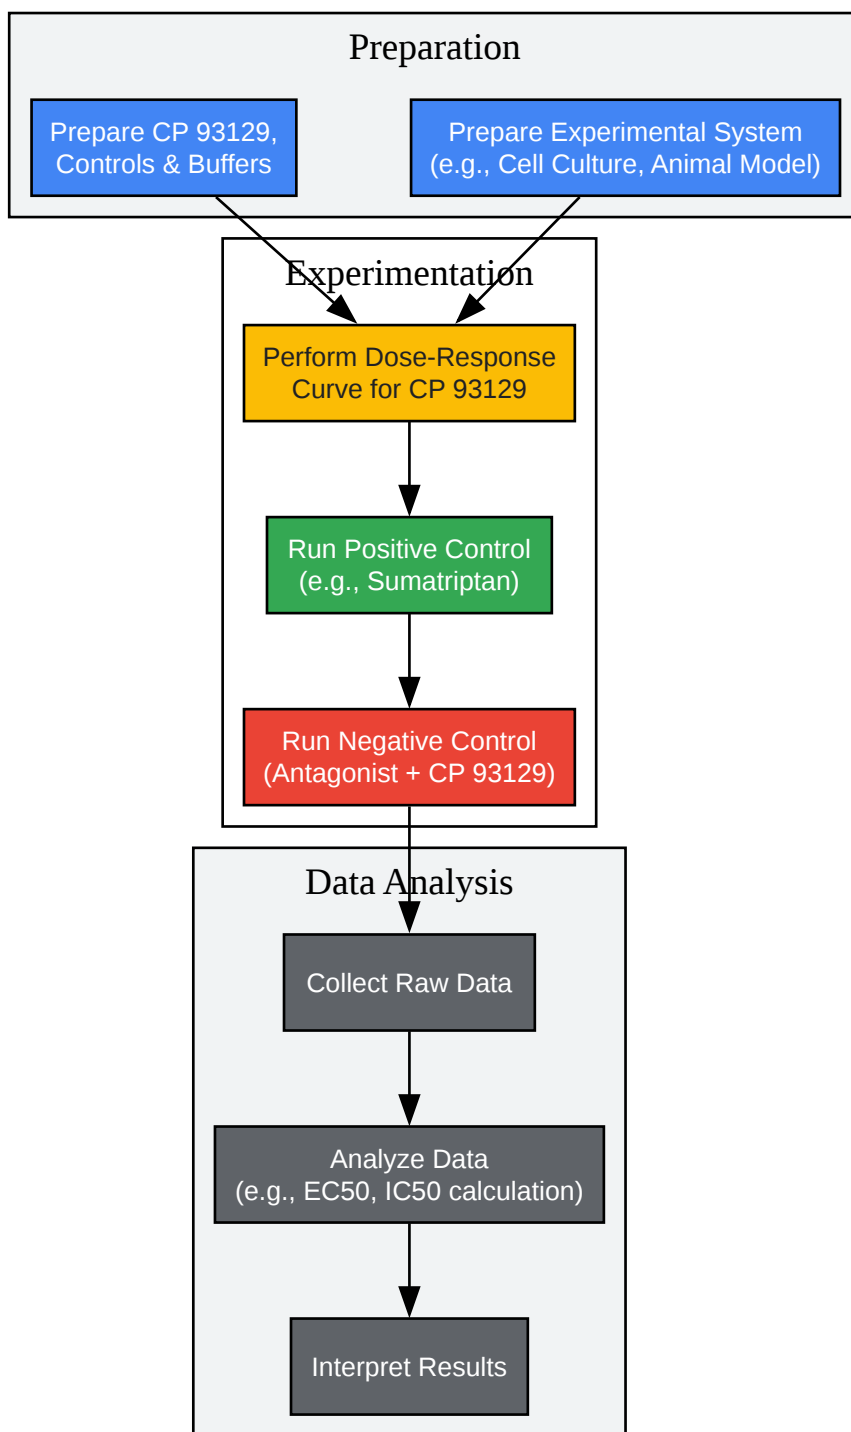 Preparation
Prepare CP 93129,
Controls & Buffers
Prepare Experimental System
(e.g., Cell Culture, Animal Model)
Experimentation
Perform Dose-Response
Curve for CP 93129
Run Positive Control
(e.g., Sumatriptan)
Run Negative Control
(Antagonist + CP 93129)
Data Analysis
Collect Raw Data
Analyze Data
(e.g., EC50, IC50 calculation)
Interpret Results